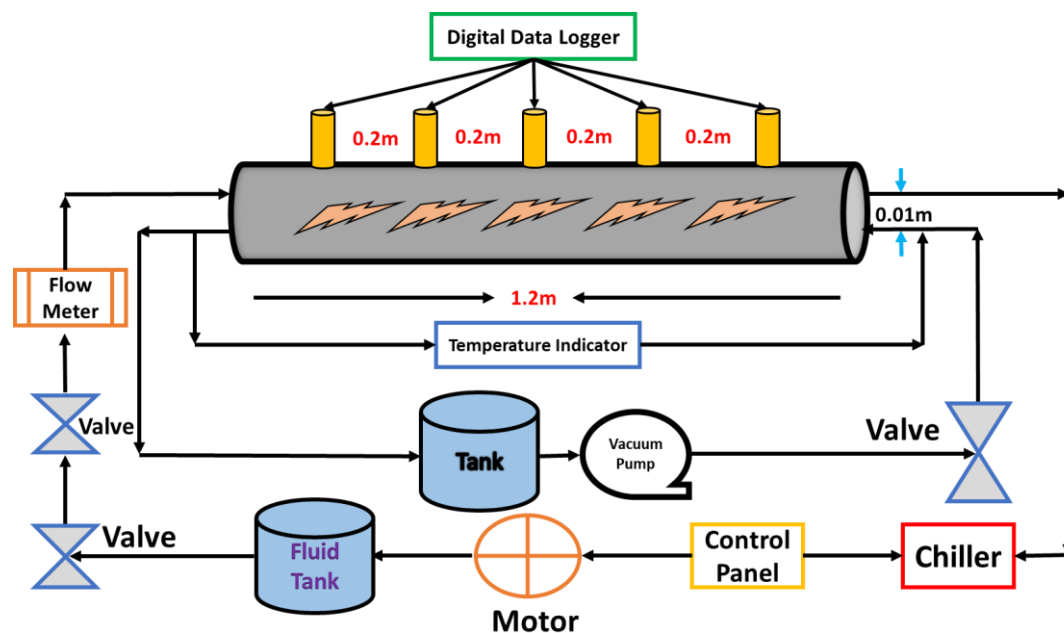 Digital Data Logger
0.2m
0.2m
0.2m
0.2m
0.01m
Flow
Meter
1.2m
Temperature Indicator
Valve
Tank
Vacuum
Pump
Valve
Valve
Fluid
Tank
Motor
Control
Panel
Chiller